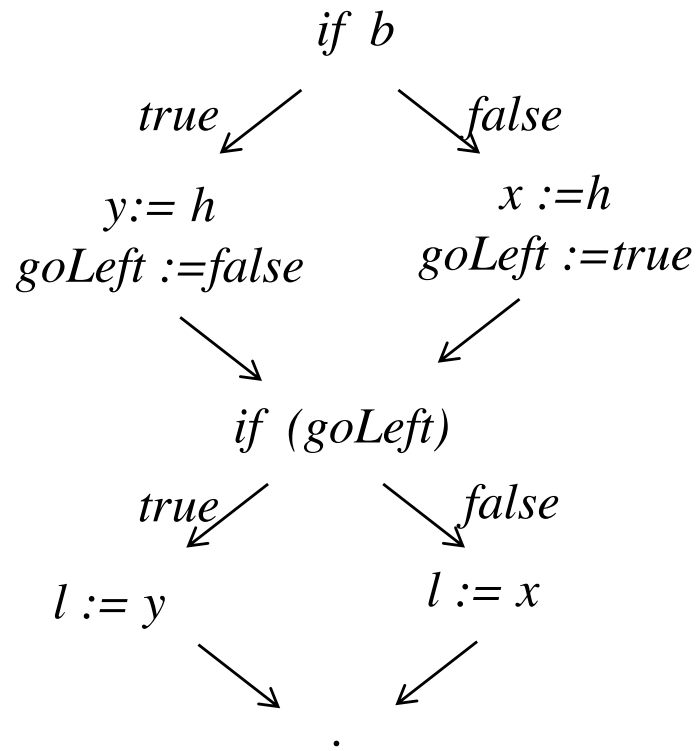 if b
true
false
y:= h
goLeft :=false
x :=h
goLeft :=true
if (goLeft)
true
false
l := y
l := x
.